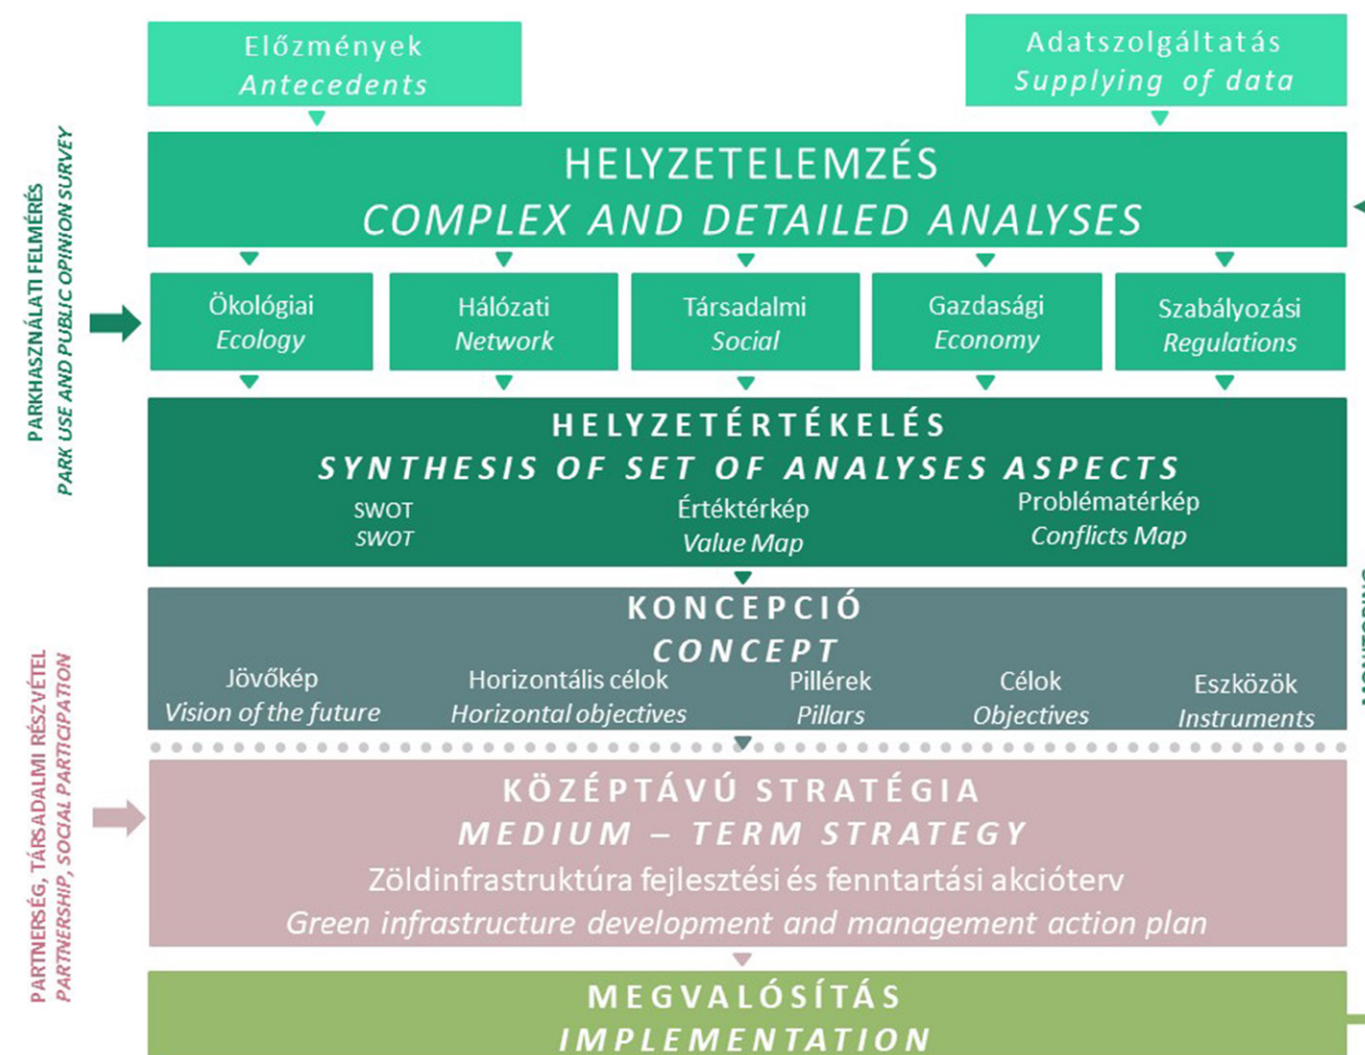 Előzmények
Antecedents
Adatszolgáltatás
Supplying of data
HELYZETELEMZÉS
COMPLEX AND DETAILED ANALYSES
PARKHASZNÁLATI FELMÉRÉS
PARK USE AND PUBLIC OPINION SURVEY
Ökológiai
Ecology
Hálózati
Network
Társadalmi
Social
Gazdasági
Economy
Szabályozási
Regulations
HELYZETÉRTÉKELÉS
SYNTHESIS OF SET OF ANALYSES ASPECTS
SWOT
SWOT
Értéktérkép
Value Map
Problématérkép
Conflicts Map
KONCEPCIÓ
CONCEPT
Jövőkép
Vision of the future
Horizontális célok
Horizontal objectives
Pillérek
Pillars
Célok
Objectives
Eszközök
Instruments
PARTNERSÉG, TÁRSADALMI RÉSZVÉTEL
PARTNERSHIP, SOCIAL PARTICIPATION
KÖZÉPTÁVÚ STRATÉGIA
MEDIUM – TERM STRATEGY
Zöldinfrastruktúra fejlesztési és fenntartási akcióterv
Green infrastructure development and management action plan
MEGVALÓSÍTÁS
IMPLEMENTATION